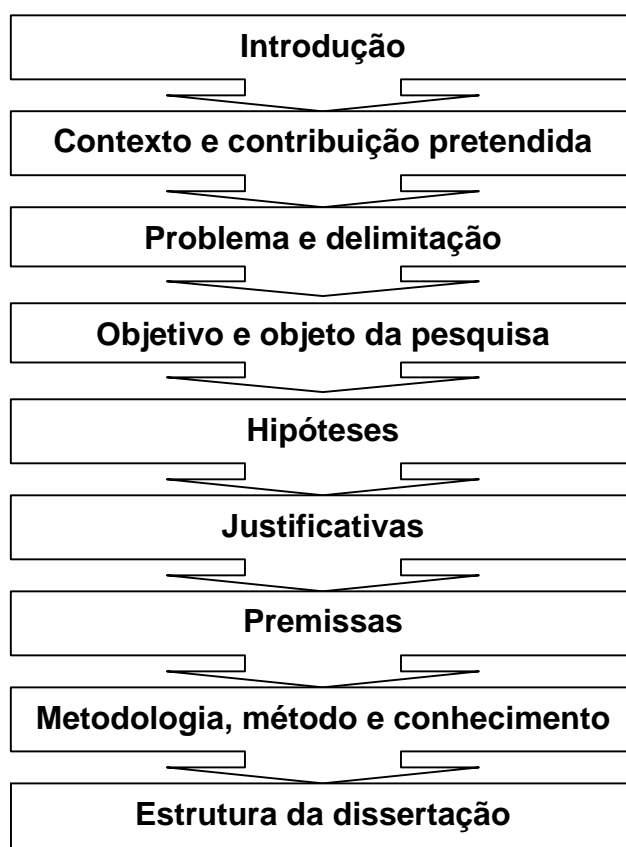 Introdução
Contexto e contribuição pretendida
Problema e delimitação
Objetivo e objeto da pesquisa
Hipóteses
Justificativas
Premissas
Metodologia, método e conhecimento
Estrutura da dissertação